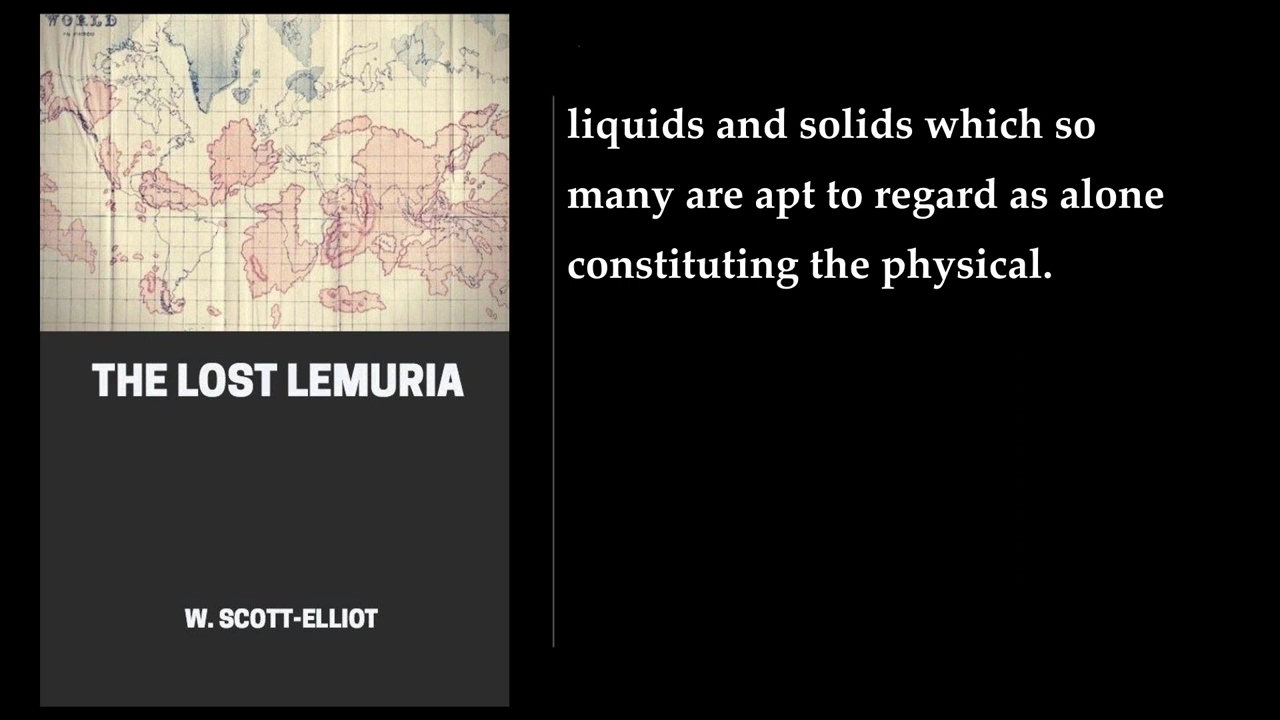 WORLD
THE LOST LEMURIA
W. SCOTT-ELLIOT
liquids and solids which so
many are apt to regard as alone
constituting the physical.